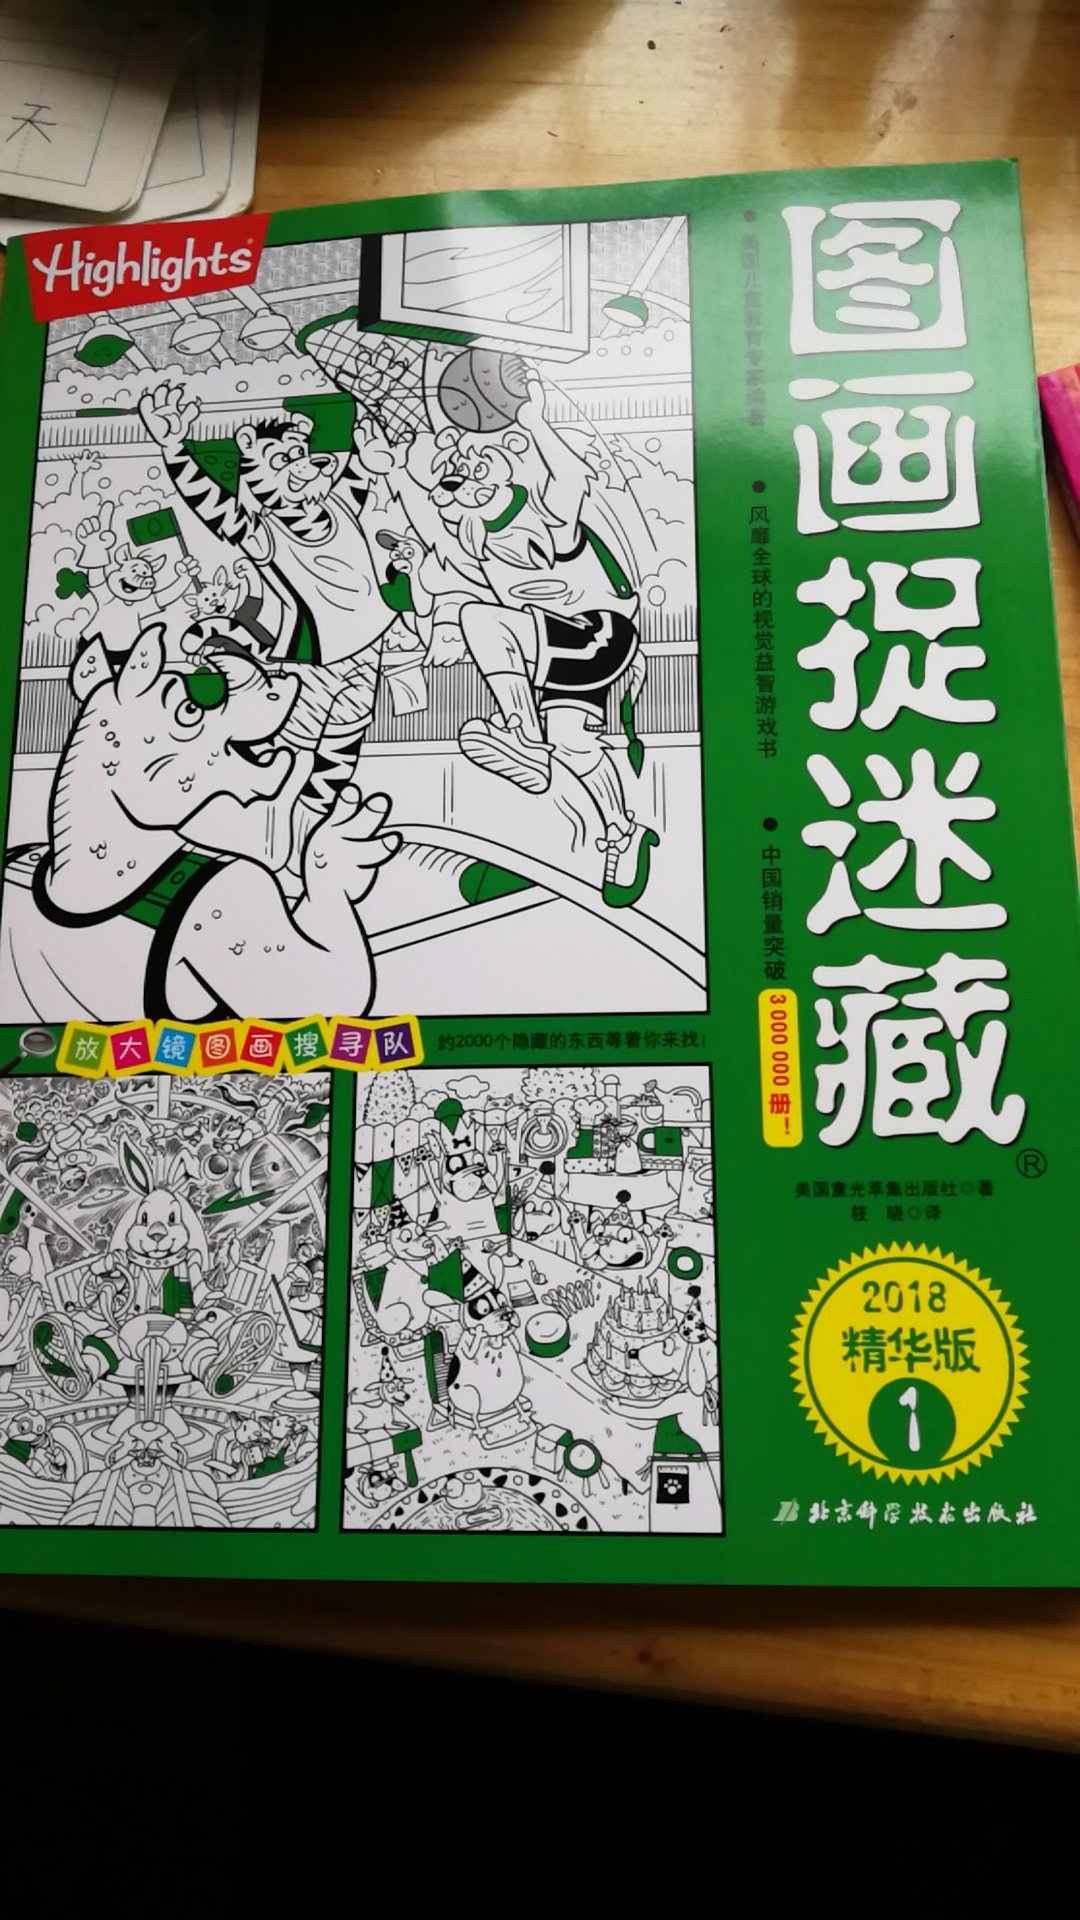 天
Highlights®
图画捉迷藏®
● 美国儿童教育专家编著
● 风靡全球的视觉益智游戏书
● 中国销量突破3 000 000册！
放大镜图画搜寻队
约2000个隐藏的东西等着你来找！
美国童光萃集出版社◎著
筱 晓◎译
2018
精华版
1
北京科学技术出版社